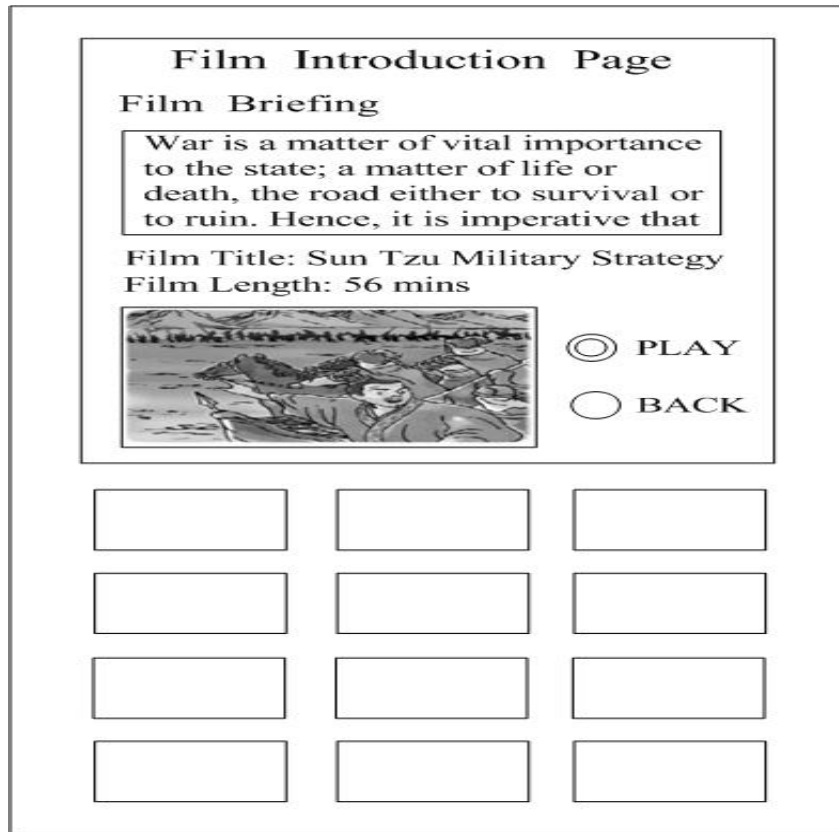 Film Introduction Page
Film Briefing
War is a matter of vital importance
to the state; a matter of life or
death, the road either to survival or
to ruin. Hence, it is imperative that
Film Title: Sun Tzu Military Strategy
Film Length: 56 mins
PLAY
BACK